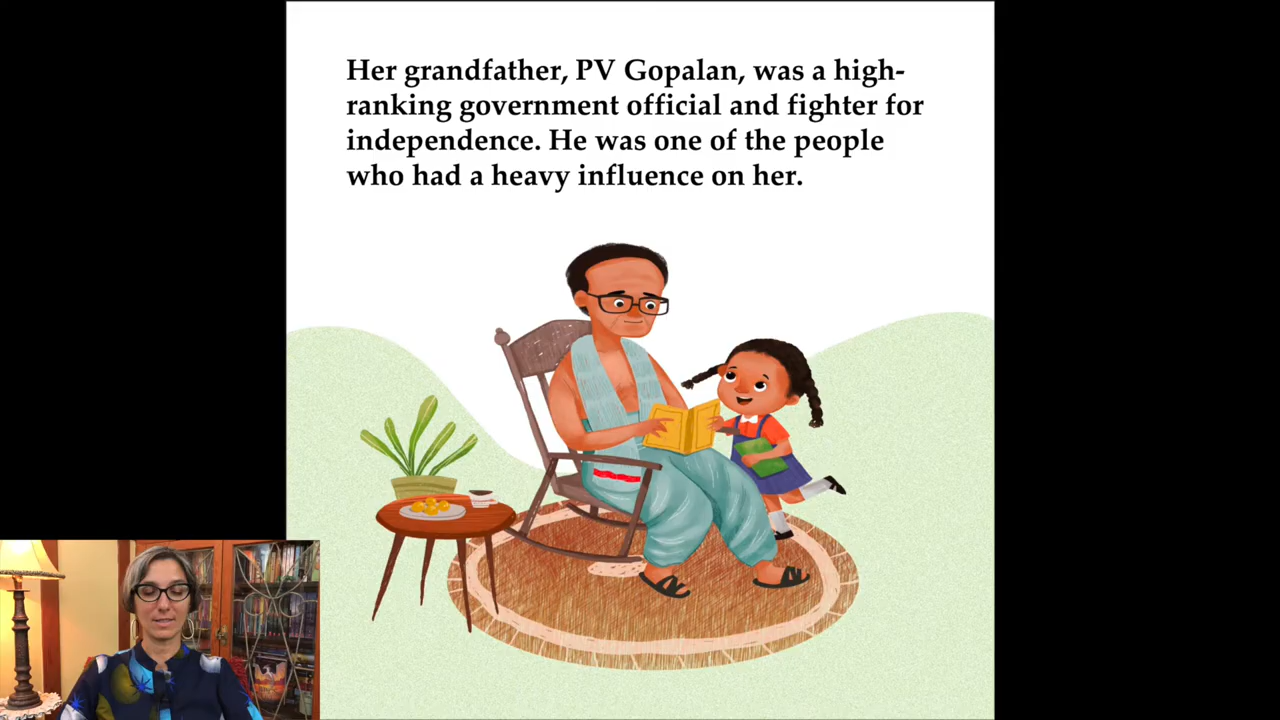 Her grandfather, PV Gopalan, was a high-
ranking government official and fighter for
independence. He was one of the people
who had a heavy influence on her.